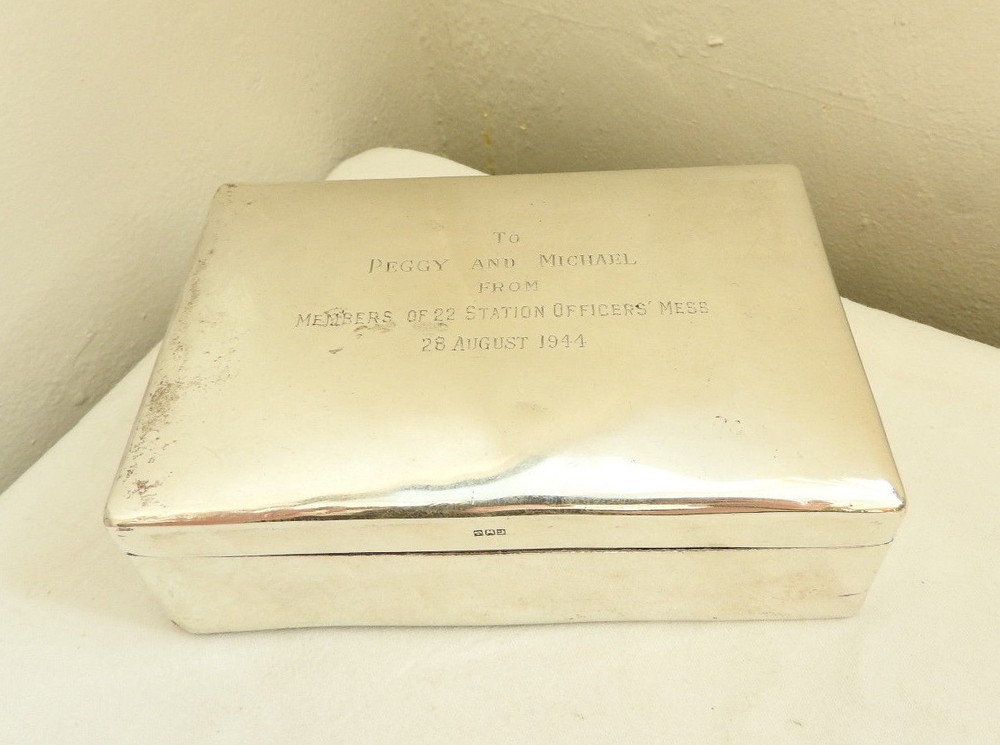 To
PEGGY AND MICHAEL
FROM
MEMBERS OF 22 STATION OFFICERS' MESS
28 AUGUST 1944